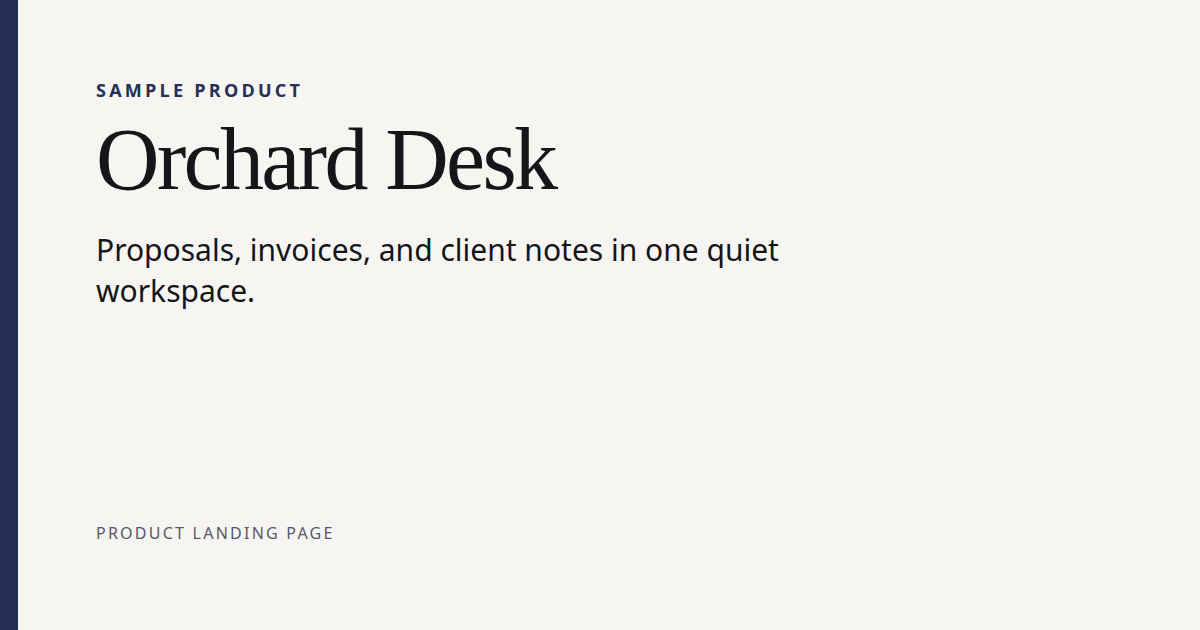 SAMPLE PRODUCT
Orchard Desk
Proposals, invoices, and client notes in one quiet
workspace.
PRODUCT LANDING PAGE